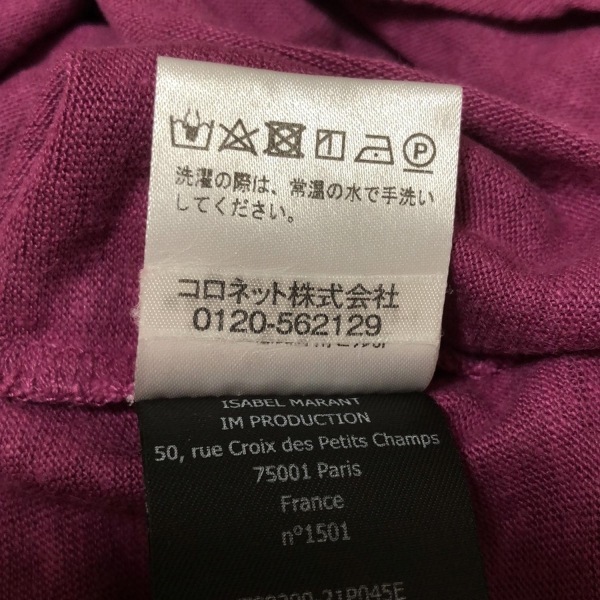 洗濯の際は、常温の水で手洗い
してください。
コロネット株式会社
0120-562129
ISABEL MARANT
IM PRODUCTION
50, rue Croix des Petits Champs
75001 Paris
France
n°1501
21P045E